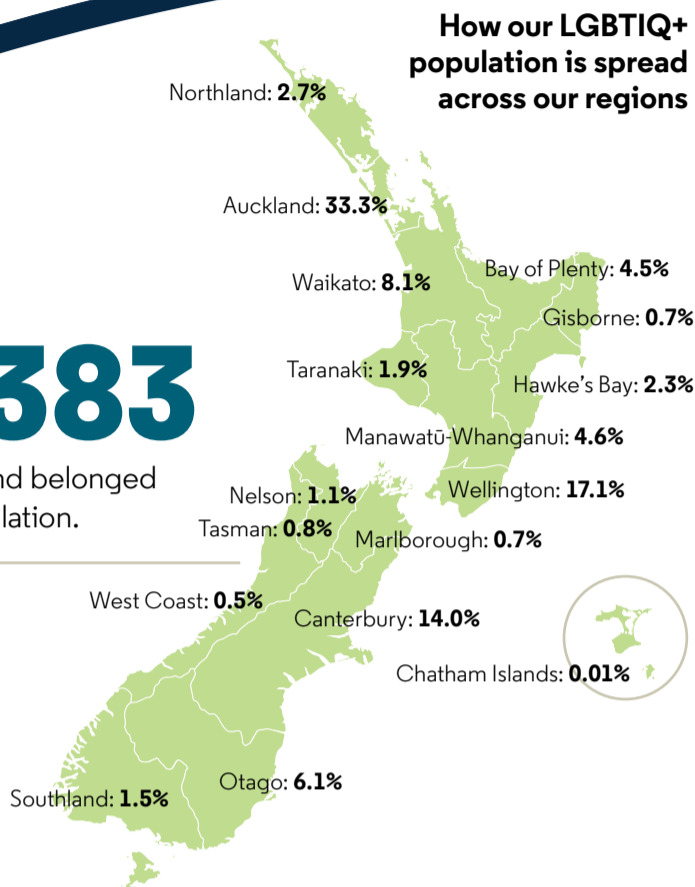 How our LGBTIQ+
population is spread
across our regions
Northland: 2.7%
Auckland: 33.3%
Waikato: 8.1%
Bay of Plenty: 4.5%
Gisborne: 0.7%
Taranaki: 1.9%
Hawke’s Bay: 2.3%
383
Manawatū-Whanganui: 4.6%
nd belonged
lation.
Wellington: 17.1%
Nelson: 1.1%
Tasman: 0.8%
Marlborough: 0.7%
West Coast: 0.5%
Canterbury: 14.0%
Chatham Islands: 0.01%
Otago: 6.1%
Southland: 1.5%